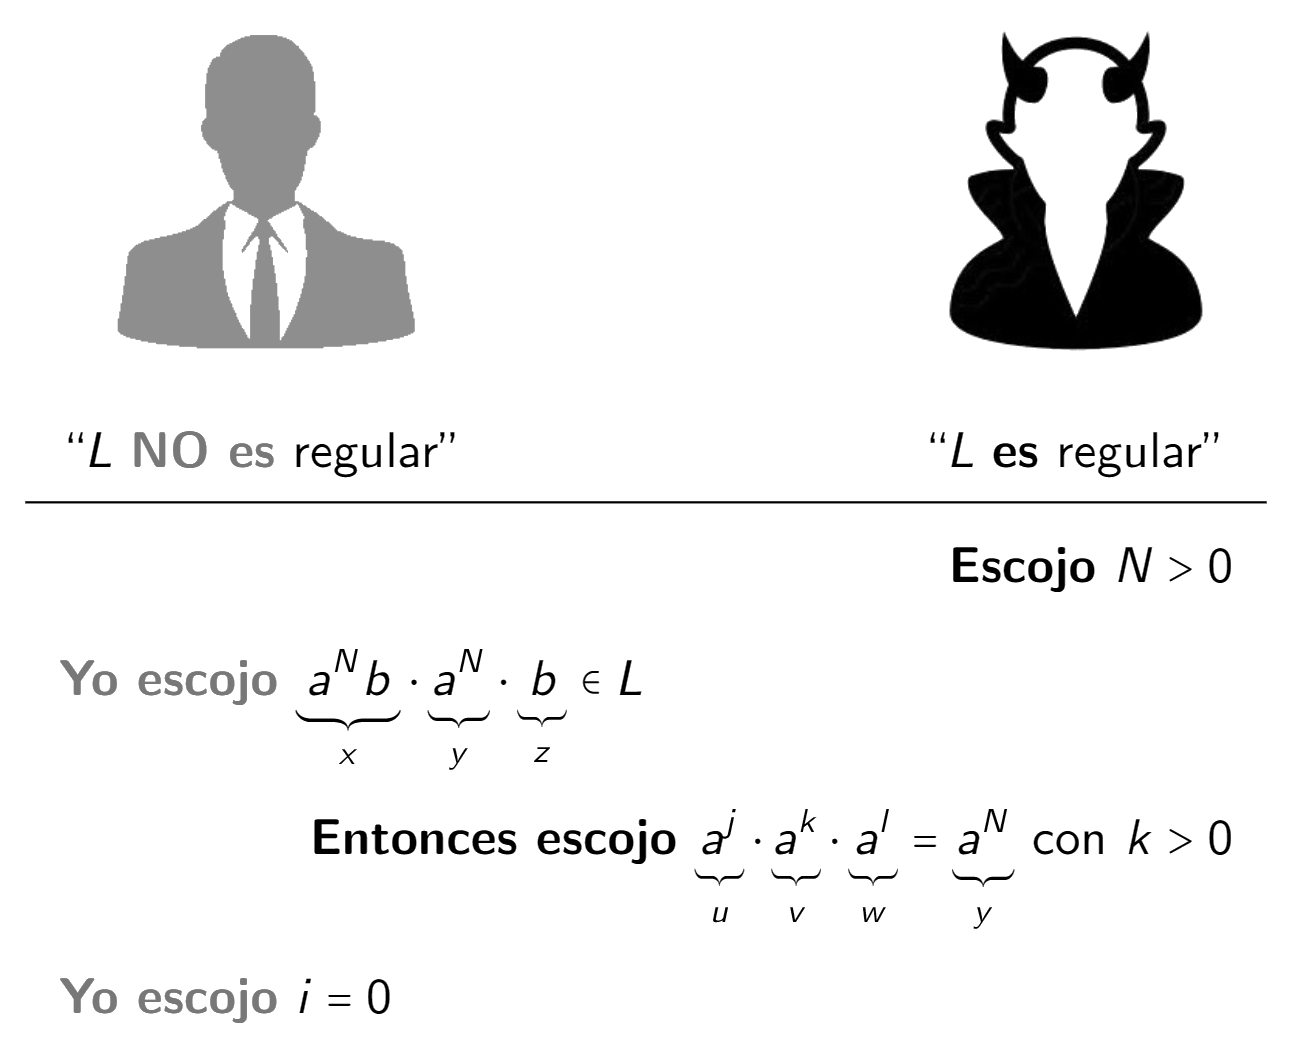 “L NO es regular”
“L es regular”
Escojo N > 0
Yo escojo a^N b · a^N · b ∈ L
x y z
Entonces escojo a^j · a^k · a^l = a^N con k > 0
u v w y
Yo escojo i = 0